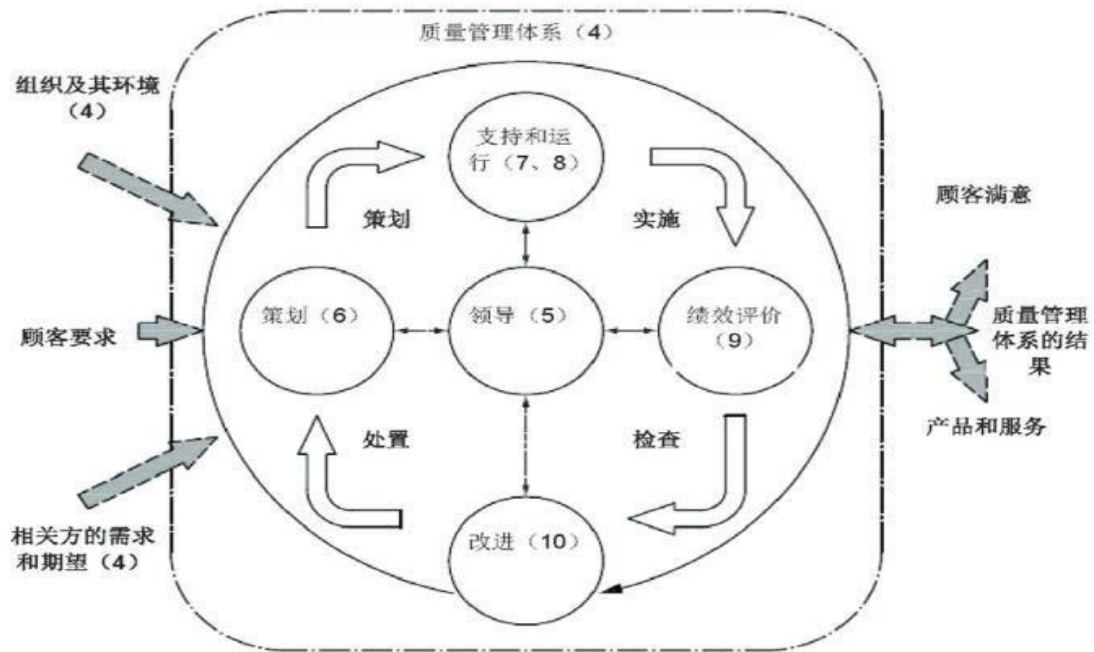 质量管理体系（4）
组织及其环境
（4）
支持和运
行（7、8）
顾客满意
策划
实施
策划（6）
领导（5）
绩效评价
（9）
顾客要求
质量管理
体系的结
果
处置
检查
产品和服务
相关方的需求
和期望（4）
改进（10）